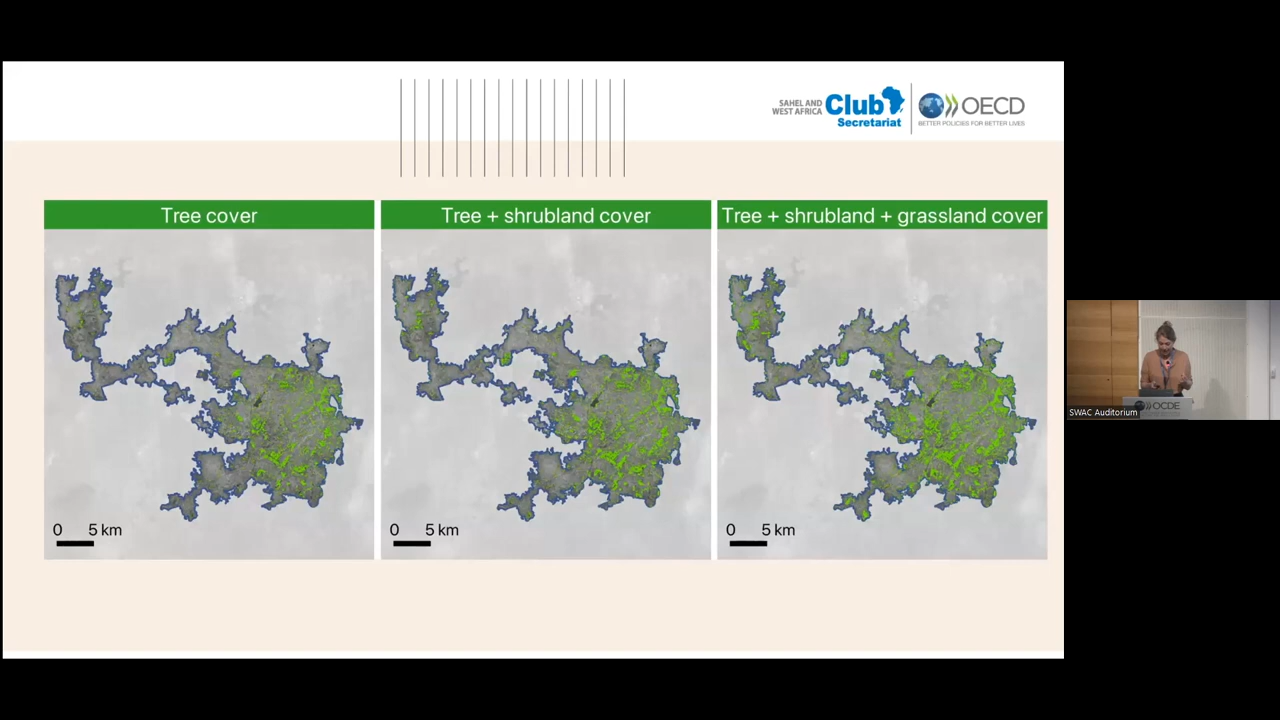 SAHEL AND
WEST AFRICA
Club
Secretariat
OECD
BETTER POLICIES FOR BETTER LIVES
Tree cover
Tree + shrubland cover
Tree + shrubland + grassland cover
0 5 km
0 5 km
0 5 km
OCDE
SWAC Auditorium